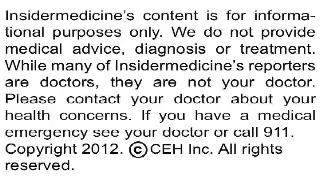 Insidermedicine's content is for informa-
tional purposes only. We do not provide
medical advice, diagnosis or treatment.
While many of Insidermedicine's reporters
are doctors, they are not your doctor.
Please contact your doctor about your
health concerns. If you have a medical
emergency see your doctor or call 911.
Copyright 2012. ©CEH Inc. All rights
reserved.